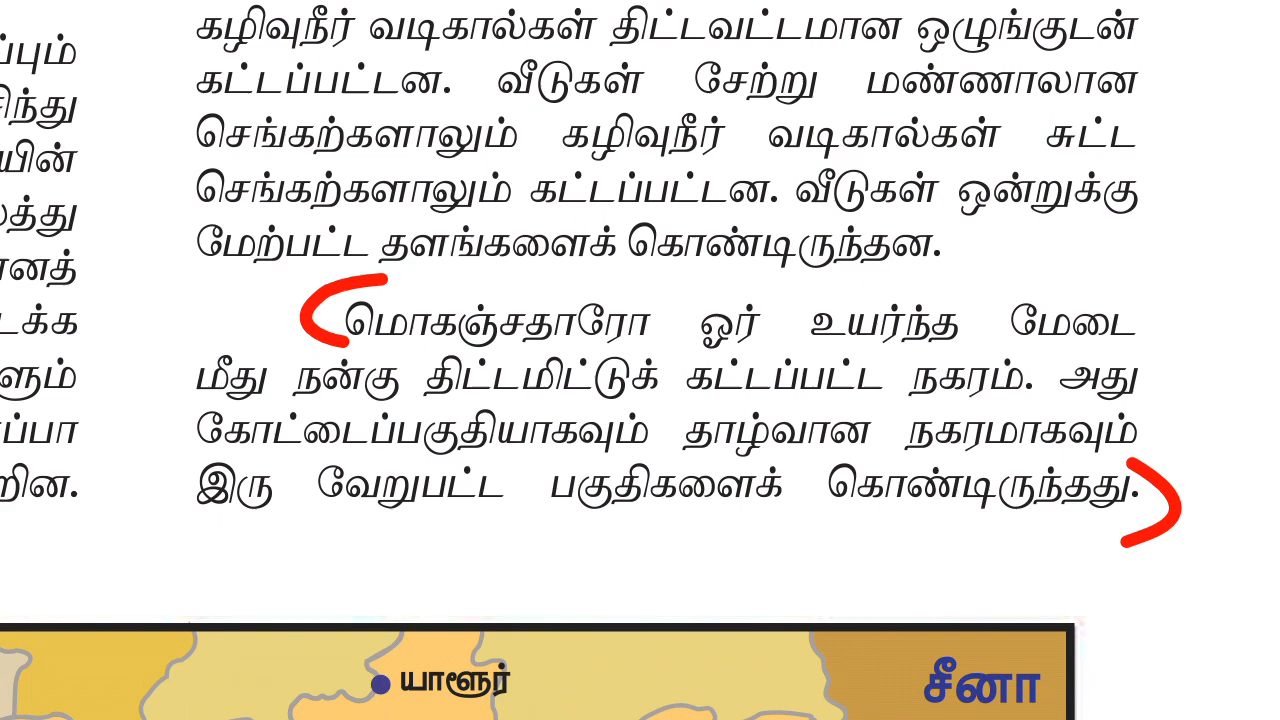 ப்பும்
சிந்து
யின்
த்து
னத்
டக்க
ளும்
ப்பா
றின.
கழிவுநீர் வடிகால்கள் திட்டவட்டமான ஒழுங்குடன்
கட்டப்பட்டன. வீடுகள் சேற்று மண்ணாலான
செங்கற்களாலும் கழிவுநீர் வடிகால்கள் சுட்ட
செங்கற்களாலும் கட்டப்பட்டன. வீடுகள் ஒன்றுக்கு
மேற்பட்ட தளங்களைக் கொண்டிருந்தன.
மொகஞ்சதாரோ ஓர் உயர்ந்த மேடை
மீது நன்கு திட்டமிட்டுக் கட்டப்பட்ட நகரம். அது
கோட்டைப்பகுதியாகவும் தாழ்வான நகரமாகவும்
இரு வேறுபட்ட பகுதிகளைக் கொண்டிருந்தது.
யாளூர்
சீனா